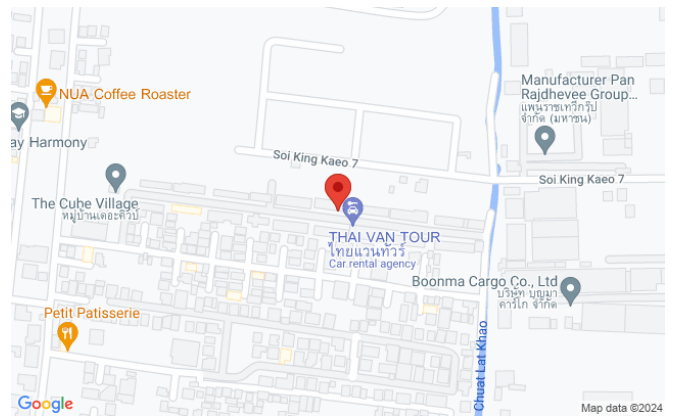 NUA Coffee Roaster
ay Harmony
Manufacturer Pan
Rajdhevee Group...
แพนราชเทวีกรุ๊ป
จำกัด (มหาชน)
Soi King Kaeo 7
Soi King Kaeo 7
The Cube Village
หมู่บ้านเดอะคิวบ์
THAI VAN TOUR
ไทยแวนทัวร์
Car rental agency
Boonma Cargo Co., Ltd
บริษัท บุญมา
คาร์โก้ จำกัด
Petit Patisserie
Chuat Lat Khao
Google
Map data ©2024